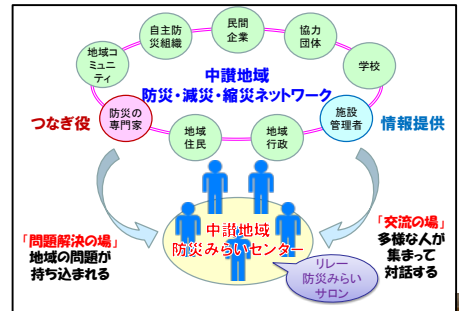 民間
企業
自主防
災組織
協力
団体
地域コ
ミュニ
ティ
学校
中讃地域
防災・減災・縮災ネットワーク
つなぎ役
防災の
専門家
地域
住民
地域
行政
施設
管理者
情報提供
中讃地域
防災みらいセンター
「問題解決の場」
地域の問題が
持ち込まれる
「交流の場」
多様な人が
集まって
対話する
リレー
防災みらい
サロン